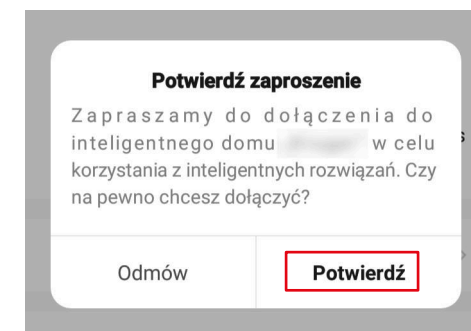 Potwierdź zaproszenie
Zapraszamy do dołączenia do
inteligentnego domu w celu
korzystania z inteligentnych rozwiązań. Czy
na pewno chcesz dołączyć?
Odmów
Potwierdź